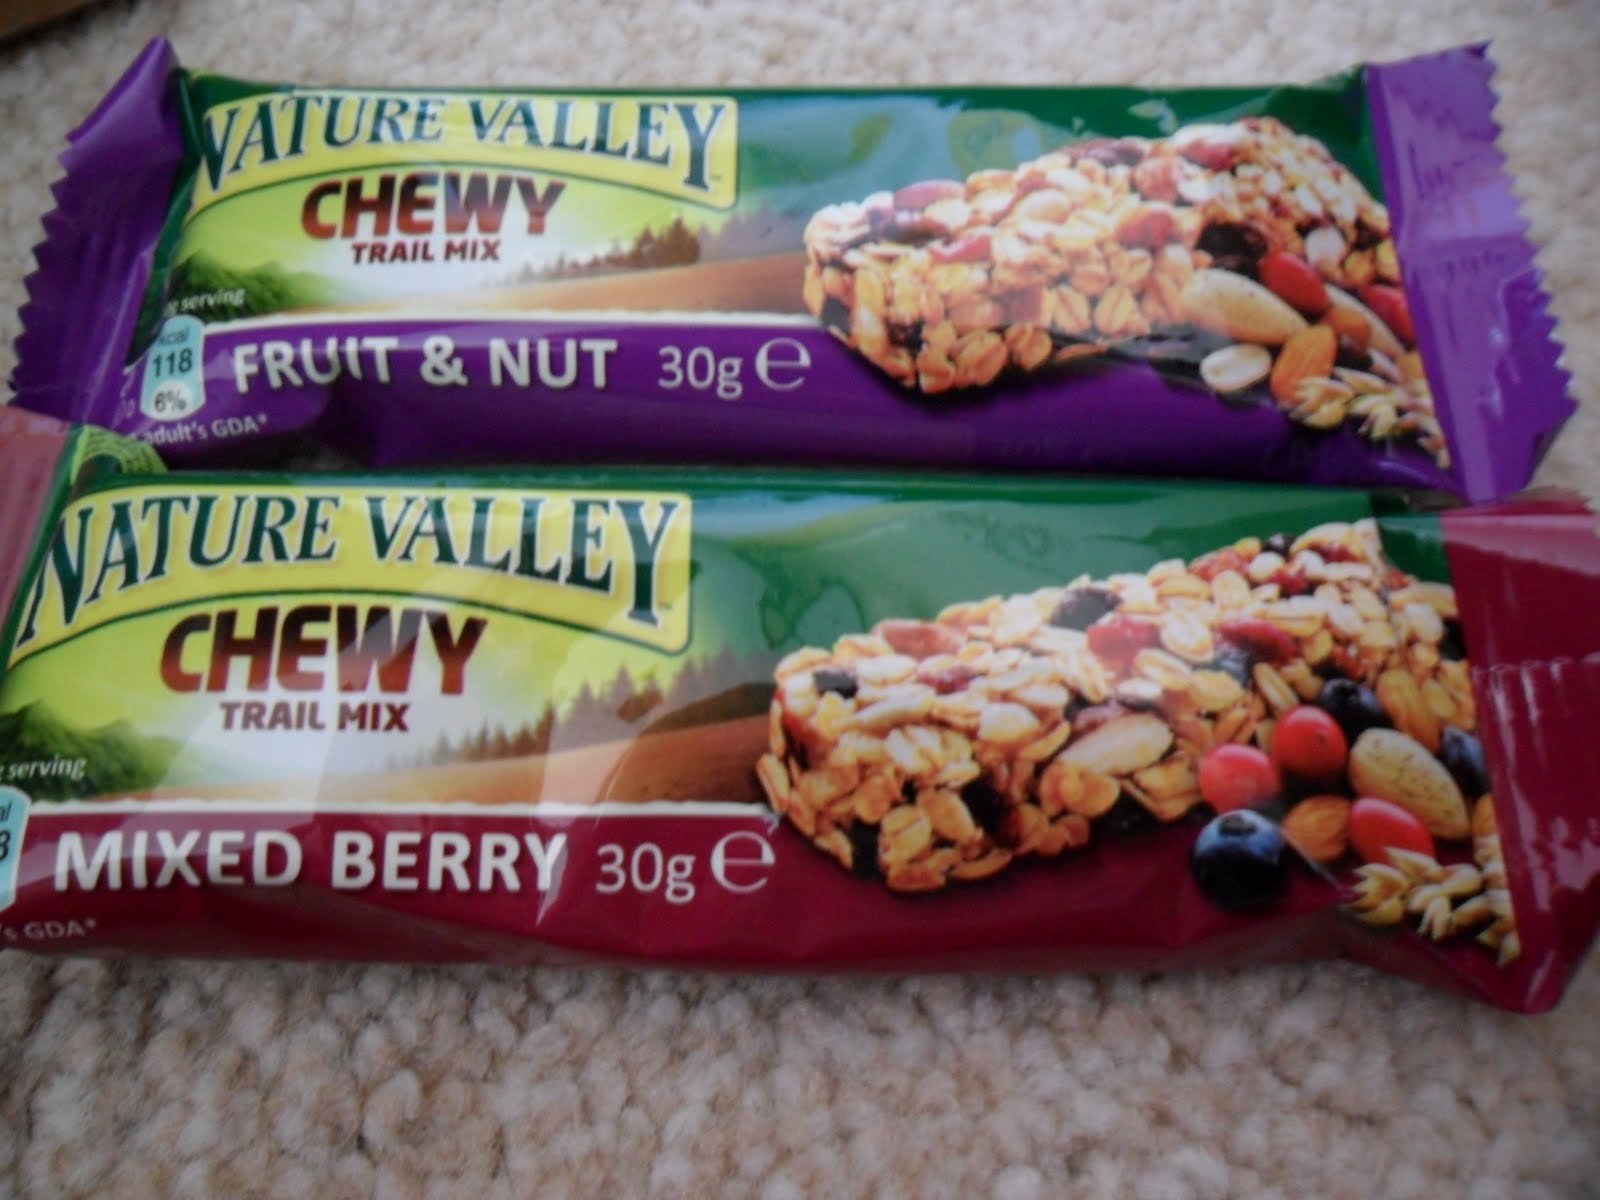 NATURE VALLEY
CHEWY
TRAIL MIX
serving
kcal
118
6%
adult's GDA*
FRUIT & NUT 30g e
NATURE VALLEY
CHEWY
TRAIL MIX
serving
MIXED BERRY 30g e
GDA*